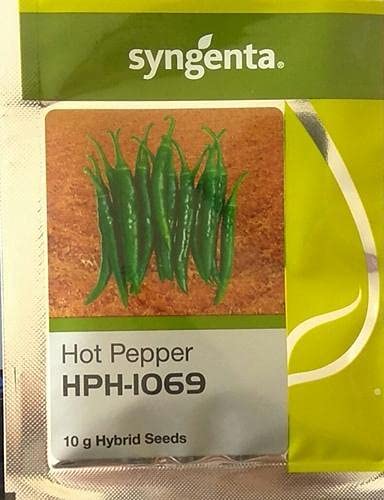 syngenta®
Hot Pepper
HPH-1069
10 g Hybrid Seeds